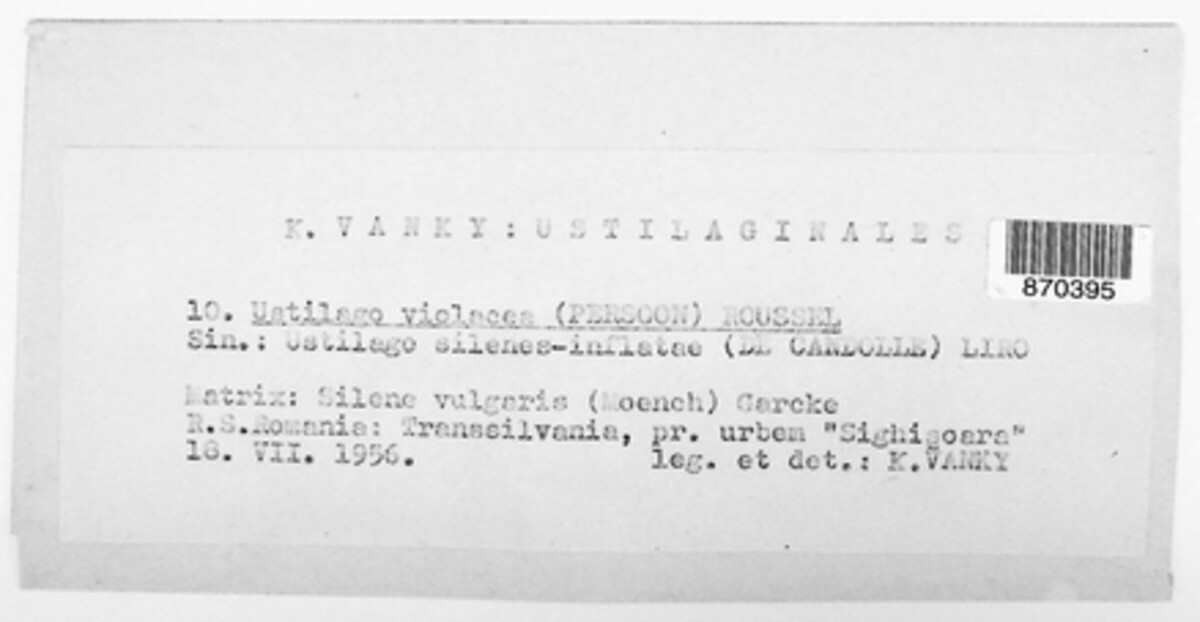 K. VANKY: USTILAGINALES
870395
10. Ustilago violacea (PERSOON) ROUSSEL
Sin.: Ustilago silenes-inflatae (DE CANDOLLE) LIRO
Matrix: Silene vulgaris (Moench) Garcke
R.S.Romania: Transsilvania, pr. urbem "Sighişoara"
18. VII. 1956. leg. et det.: K.VANKY